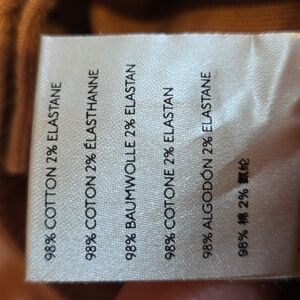 98% COTTON 2% ELASTANE
98% COTON 2% ÉLASTHANNE
98% BAUMWOLLE 2% ELASTAN
98% COTONE 2% ELASTAN
98% ALGODÓN 2% ELASTANE
98% 棉 2% 氨纶